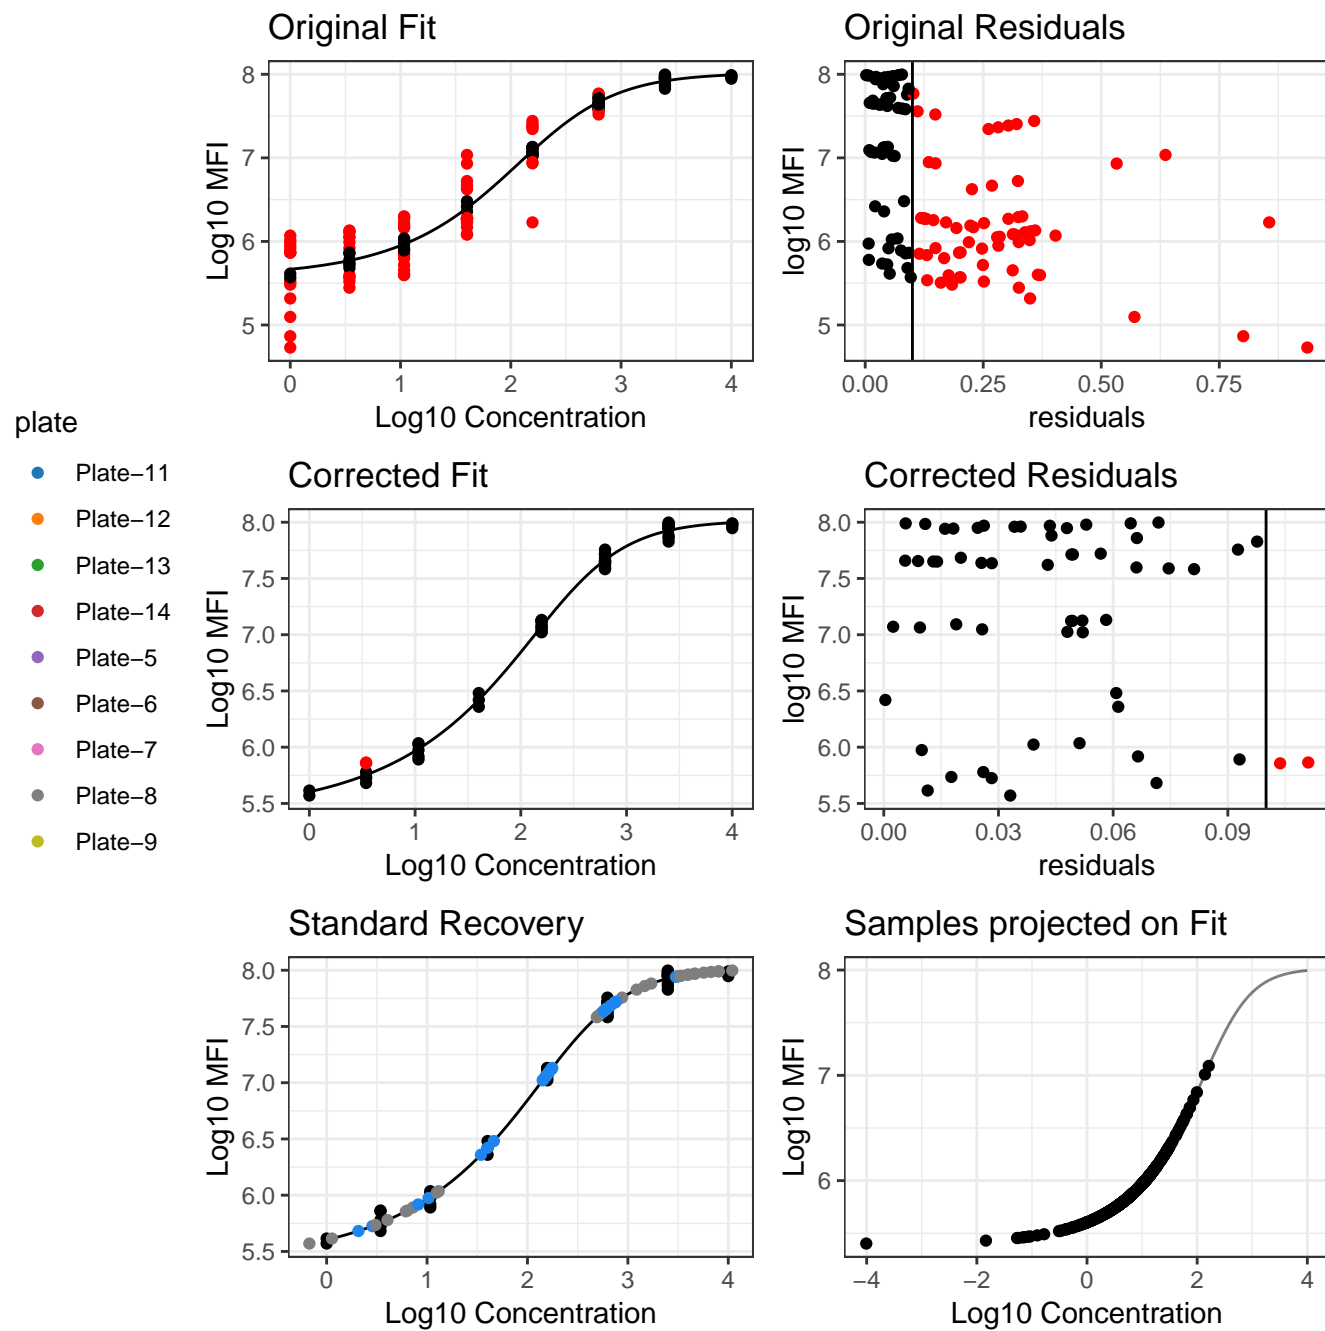 Original Fit
8
7
6
5
Log10 MFI
0 1 2 3 4
Log10 Concentration
Original Residuals
8
7
6
5
log10 MFI
0.00 0.25 0.50 0.75
residuals
plate
Plate−11
Plate−12
Plate−13
Plate−14
Plate−5
Plate−6
Plate−7
Plate−8
Plate−9
Corrected Fit
8.0
7.5
7.0
6.5
6.0
5.5
Log10 MFI
0 1 2 3 4
Log10 Concentration
Corrected Residuals
8.0
7.5
7.0
6.5
6.0
5.5
log10 MFI
0.00 0.03 0.06 0.09
residuals
Standard Recovery
8.0
7.5
7.0
6.5
6.0
5.5
Log10 MFI
0 1 2 3 4
Log10 Concentration
Samples projected on Fit
8
7
6
Log10 MFI
−4 −2 0 2 4
Log10 Concentration